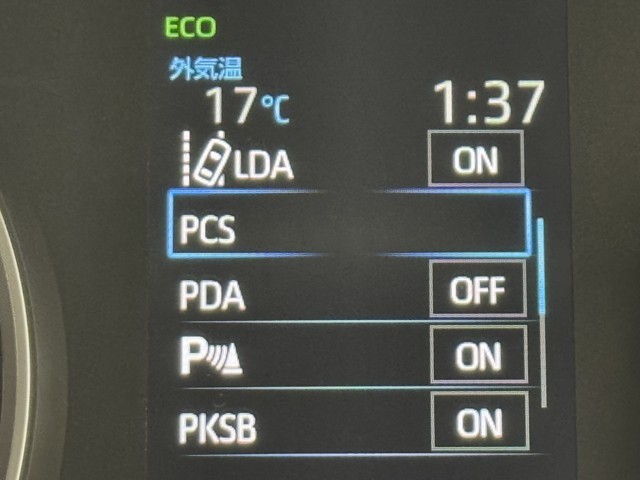 ECO
外気温
17℃ 1:37
LDA ON
PCS
PDA OFF
P ON
PKSB ON